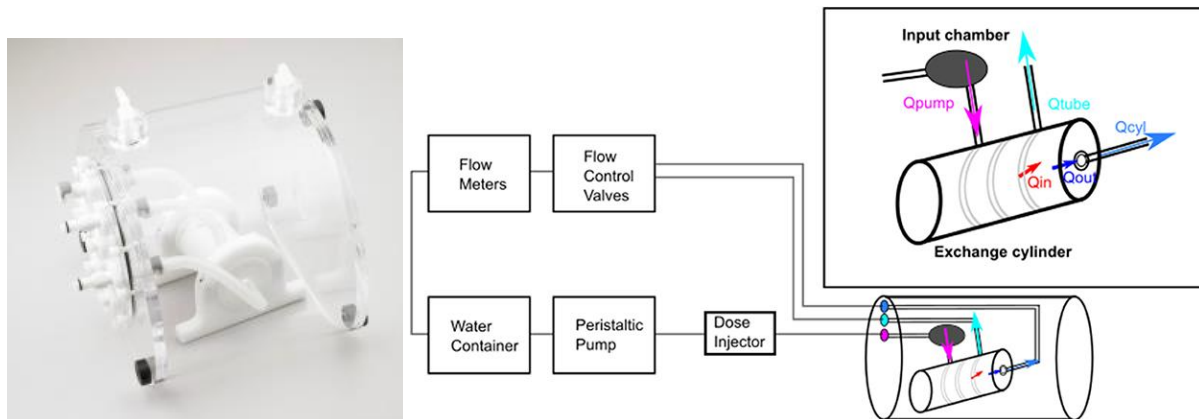 Input chamber
Qpump
Qtube
Qcyl
Qin
Qout
Exchange cylinder
Flow
Meters
Flow
Control
Valves
Water
Container
Peristaltic
Pump
Dose
Injector